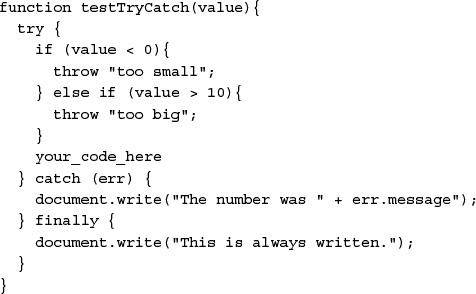 function testTryCatch(value){
  try {
    if (value < 0){
      throw "too small";
    } else if (value > 10){
      throw "too big";
    }
    your_code_here
  } catch (err) {
    document.write("The number was " + err.message");
  } finally {
    document.write("This is always written.");
  }
}